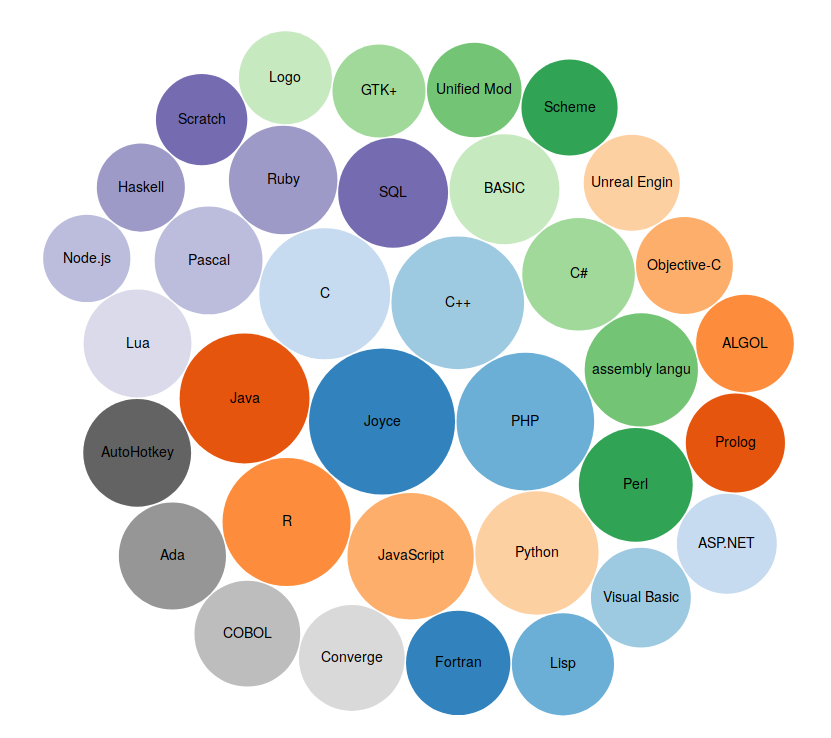 Logo
GTK+
Unified Mod
Scheme
Scratch
Haskell
Ruby
SQL
BASIC
Unreal Engin
Node.js
Pascal
C
C++
C#
Objective-C
Lua
Java
Joyce
PHP
assembly langu
ALGOL
AutoHotkey
R
JavaScript
Python
Perl
Prolog
Ada
COBOL
Converge
Fortran
Lisp
Visual Basic
ASP.NET